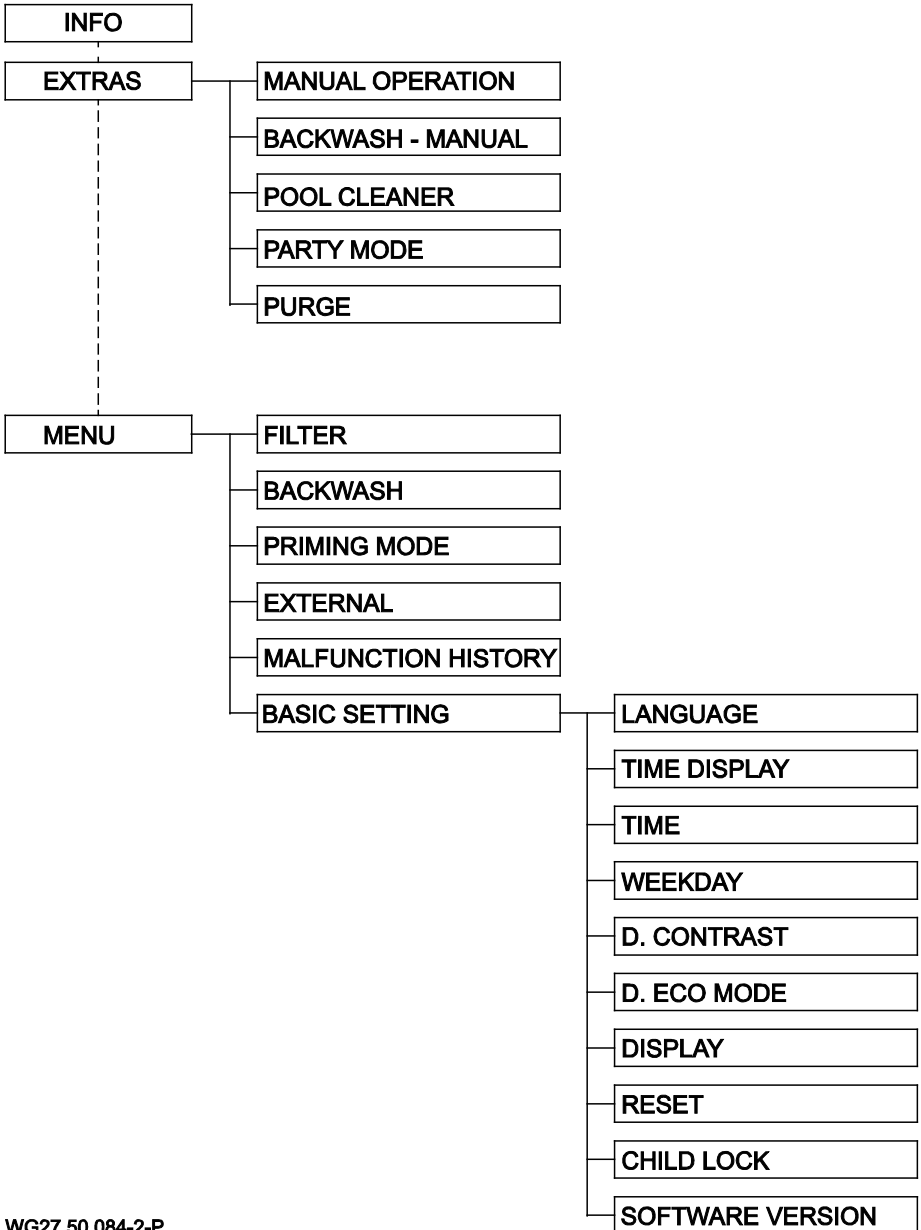 INFO
EXTRAS
MANUAL OPERATION
BACKWASH - MANUAL
POOL CLEANER
PARTY MODE
PURGE
MENU
FILTER
BACKWASH
PRIMING MODE
EXTERNAL
MALFUNCTION HISTORY
BASIC SETTING
LANGUAGE
TIME DISPLAY
TIME
WEEKDAY
D. CONTRAST
D. ECO MODE
DISPLAY
RESET
CHILD LOCK
SOFTWARE VERSION
WG27.50.084-2-P